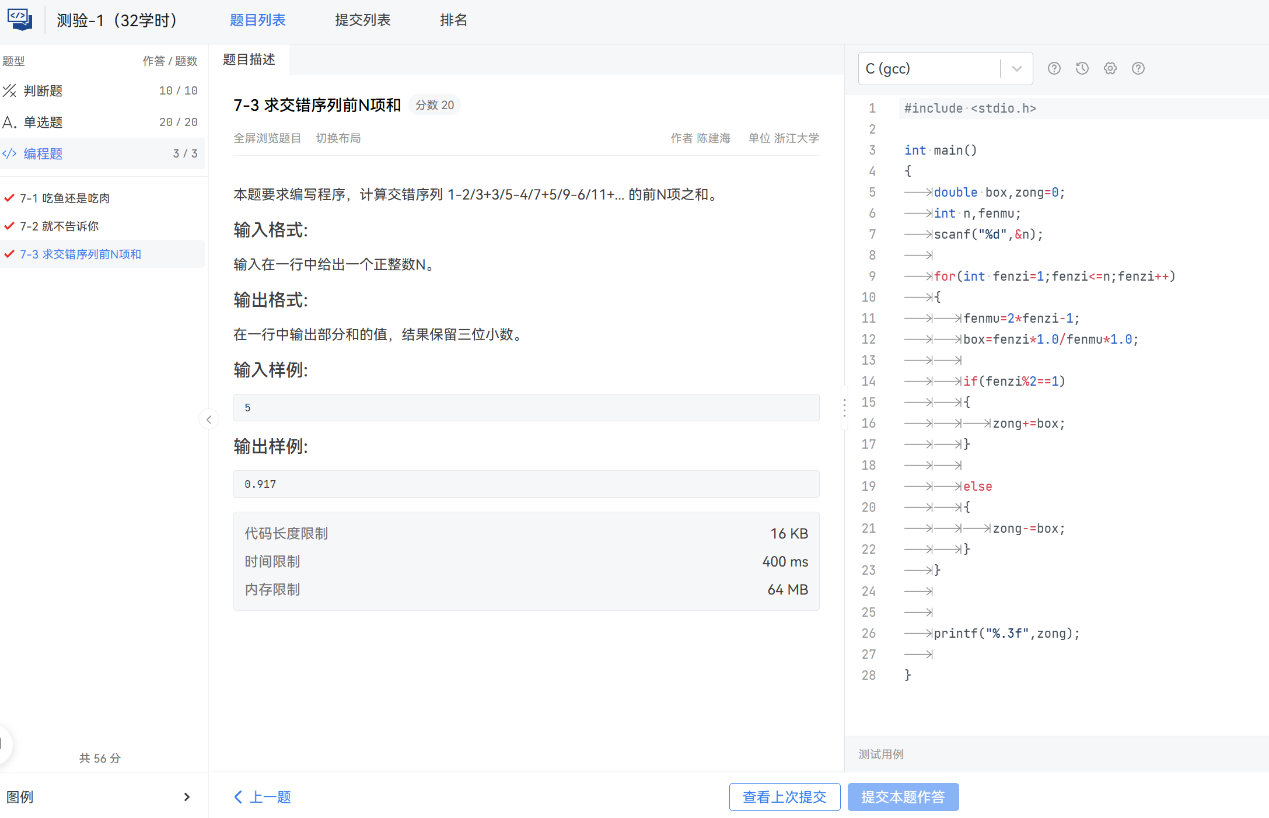 测验-1（32学时）
题目列表
提交列表
排名
题型
作答 / 题数
判断题
10 / 10
A. 单选题
20 / 20
</> 编程题
3 / 3
7-1 吃鱼还是吃肉
7-2 就不告诉你
7-3 求交错序列前N项和
共 56 分
图例
题目描述
7-3 求交错序列前N项和
分数 20
全屏浏览题目
切换布局
作者 陈建海
单位 浙江大学
本题要求编写程序，计算交错序列 1-2/3+3/5-4/7+5/9-6/11+... 的前N项之和。
输入格式:
输入在一行中给出一个正整数N。
输出格式:
在一行中输出部分和的值，结果保留三位小数。
输入样例:
5
输出样例:
0.917
代码长度限制
16 KB
时间限制
400 ms
内存限制
64 MB
上一题
查看上次提交
提交本题作答
C (gcc)
1 #include <stdio.h>
2
3 int main()
4 {
5 double box,zong=0;
6 int n,fenmu;
7 scanf("%d",&n);
8
9 for(int fenzi=1;fenzi<=n;fenzi++)
10 {
11 fenmu=2*fenzi-1;
12 box=fenzi*1.0/fenmu*1.0;
13
14 if(fenzi%2==1)
15 {
16 zong+=box;
17 }
18
19 else
20 {
21 zong-=box;
22 }
23 }
24
25
26 printf("%.3f",zong);
27
28 }
测试用例